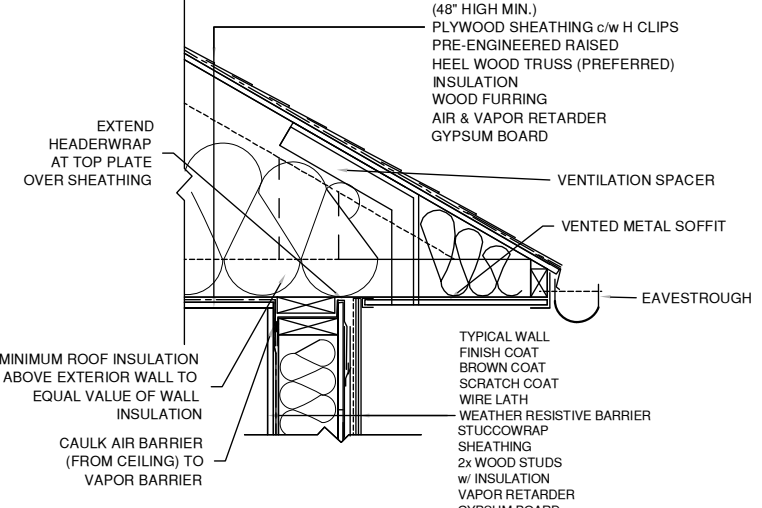 (48" HIGH MIN.)
PLYWOOD SHEATHING c/w H CLIPS
PRE-ENGINEERED RAISED
HEEL WOOD TRUSS (PREFERRED)
INSULATION
WOOD FURRING
AIR & VAPOR RETARDER
GYPSUM BOARD
EXTEND
HEADERWRAP
AT TOP PLATE
OVER SHEATHING
VENTILATION SPACER
VENTED METAL SOFFIT
EAVESTROUGH
MINIMUM ROOF INSULATION
ABOVE EXTERIOR WALL TO
EQUAL VALUE OF WALL
INSULATION
CAULK AIR BARRIER
(FROM CEILING) TO
VAPOR BARRIER
TYPICAL WALL
FINISH COAT
BROWN COAT
SCRATCH COAT
WIRE LATH
WEATHER RESISTIVE BARRIER
STUCCOWRAP
SHEATHING
2x WOOD STUDS
w/ INSULATION
VAPOR RETARDER
GYPSUM BOARD